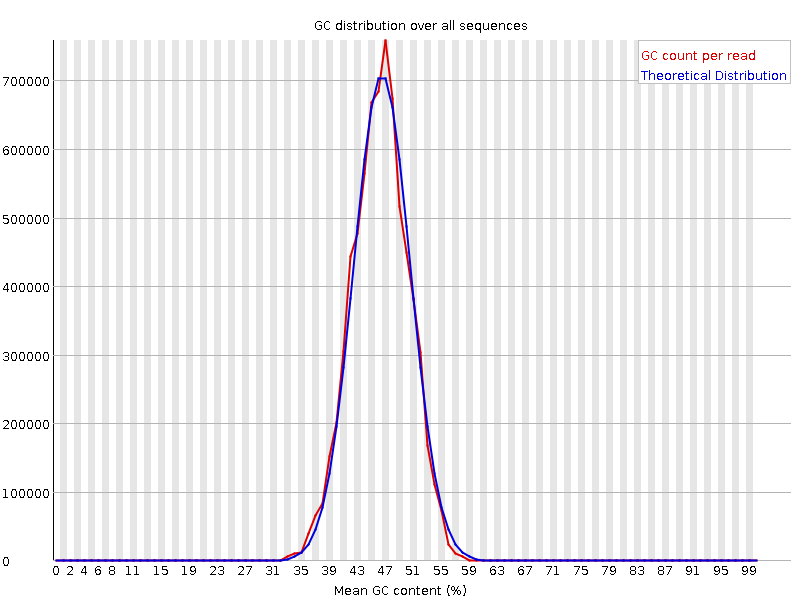 GC distribution over all sequences
GC count per read
Theoretical Distribution
700000
600000
500000
400000
300000
200000
100000
0
0 2 4 6 8 11 15 19 23 27 31 35 39 43 47 51 55 59 63 67 71 75 79 83 87 91 95 99
Mean GC content (%)